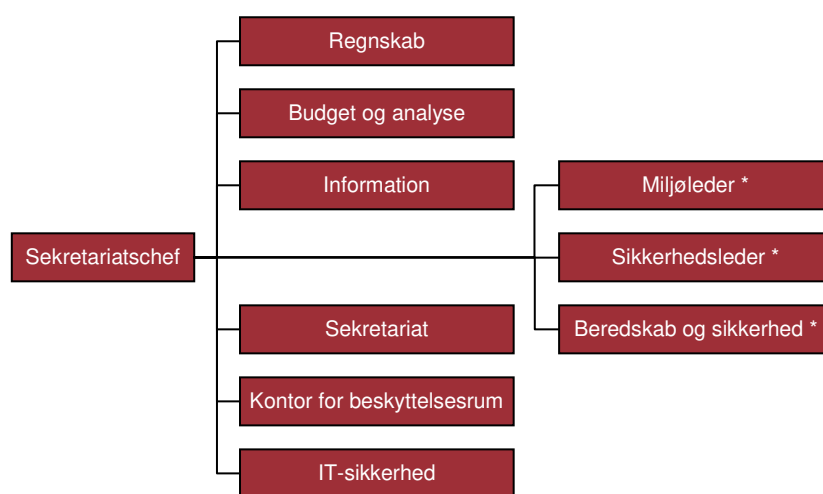 Regnskab
Budget og analyse
Information
Miljøleder *
Sekretariatschef
Sikkerhedsleder *
Sekretariat
Beredskab og sikkerhed *
Kontor for beskyttelsesrum
IT-sikkerhed